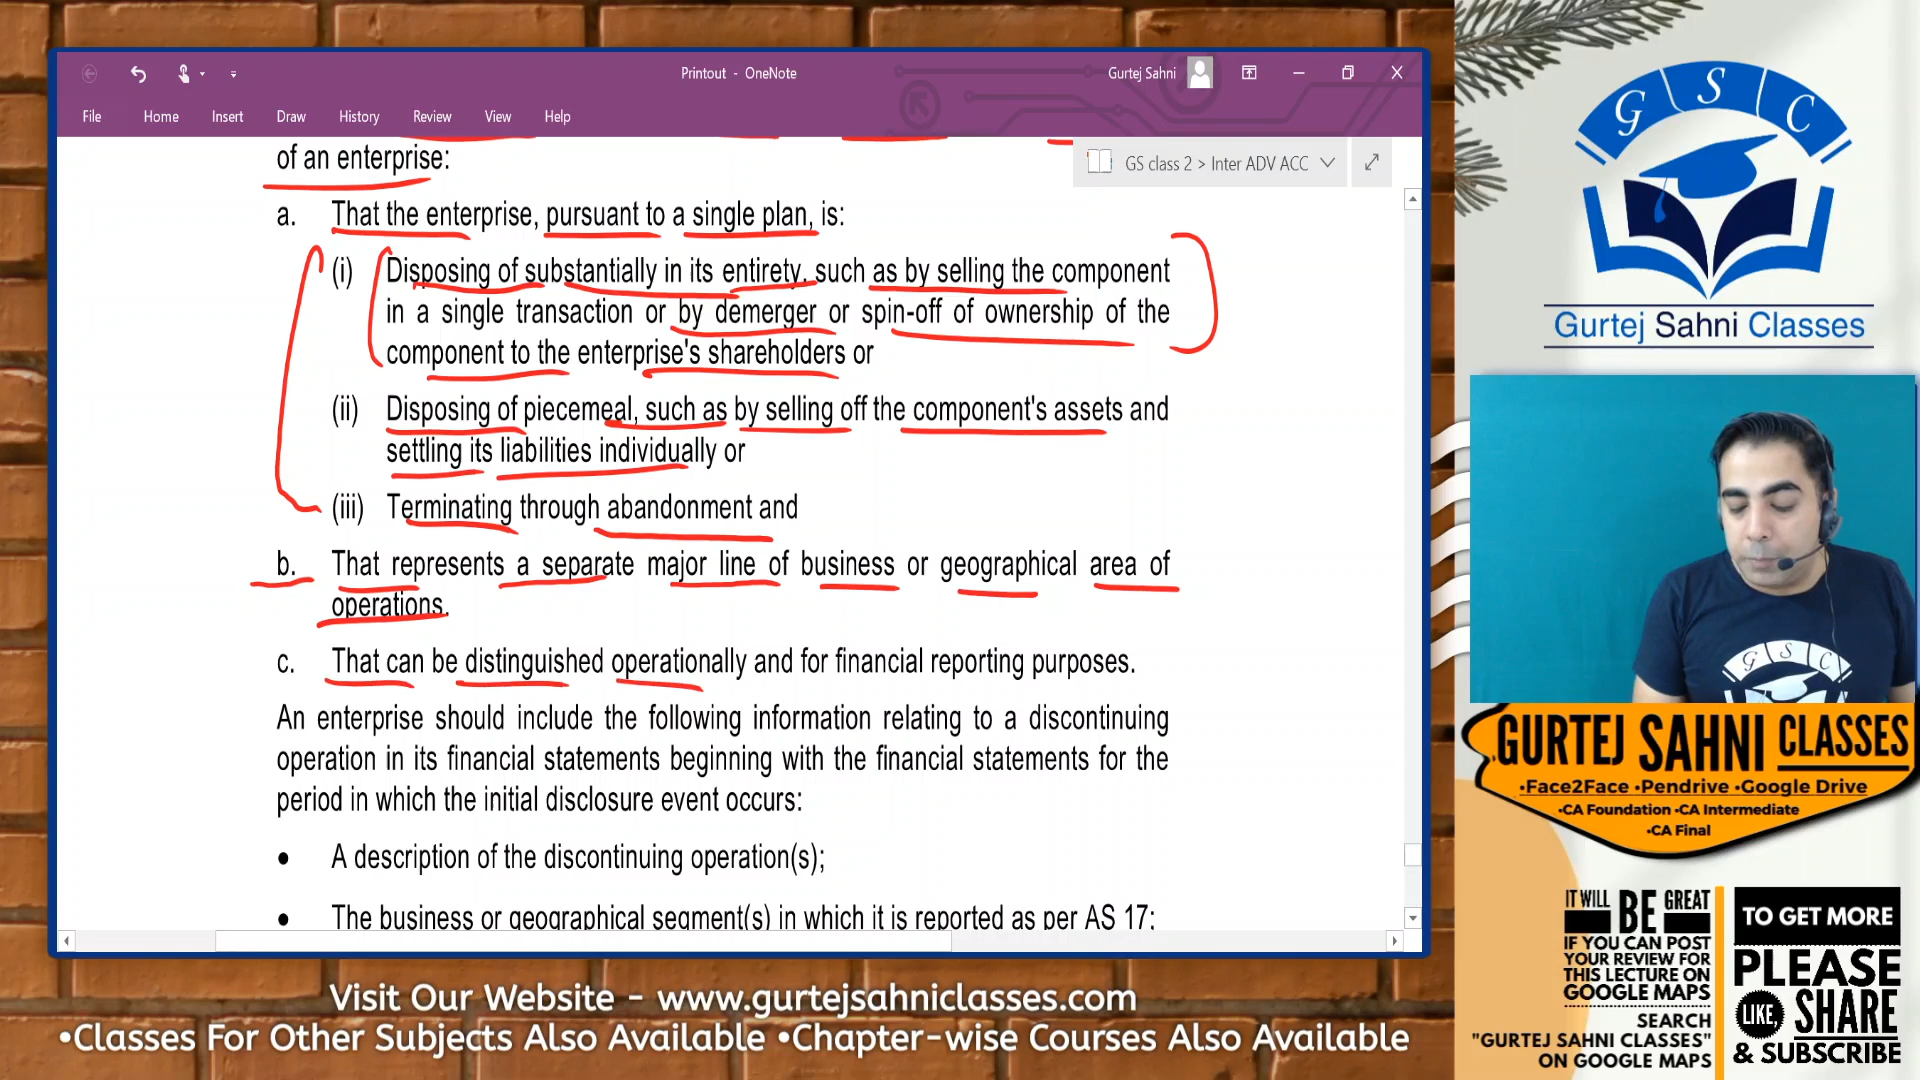 Printout - OneNote
Gurtej Sahni
File Home Insert Draw History Review View Help
GS class 2 > Inter ADV ACC
of an enterprise:
a. That the enterprise, pursuant to a single plan, is:
(i) Disposing of substantially in its entirety, such as by selling the component
in a single transaction or by demerger or spin-off of ownership of the
component to the enterprise's shareholders or
(ii) Disposing of piecemeal, such as by selling off the component's assets and
settling its liabilities individually or
(iii) Terminating through abandonment and
b. That represents a separate major line of business or geographical area of
operations.
c. That can be distinguished operationally and for financial reporting purposes.
An enterprise should include the following information relating to a discontinuing
operation in its financial statements beginning with the financial statements for the
period in which the initial disclosure event occurs:
• A description of the discontinuing operation(s);
• The business or geographical segment(s) in which it is reported as per AS 17;
G S C
Gurtej Sahni Classes
G S C
GURTEJ SAHNI CLASSES
•Face2Face •Pendrive •Google Drive
•CA Foundation •CA Intermediate
•CA Final
IT WILL BE GREAT
IF YOU CAN POST
YOUR REVIEW FOR
THIS LECTURE ON
GOOGLE MAPS
SEARCH
"GURTEJ SAHNI CLASSES"
ON GOOGLE MAPS
TO GET MORE
PLEASE
LIKE, SHARE
& SUBSCRIBE
Visit Our Website - www.gurtejsahniclasses.com
•Classes For Other Subjects Also Available •Chapter-wise Courses Also Available